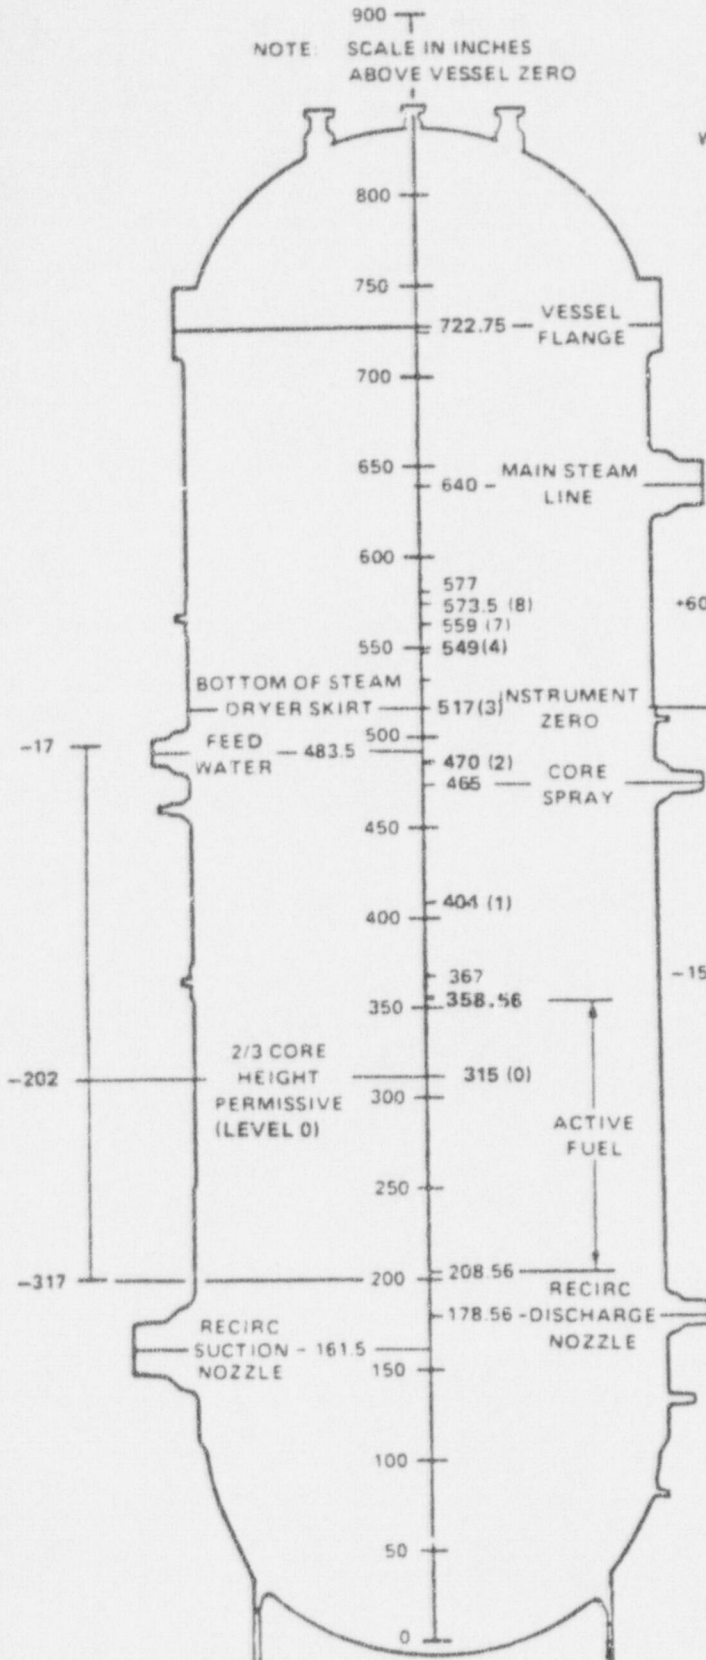 900
NOTE: SCALE IN INCHES
ABOVE VESSEL ZERO
800
750
722.75
VESSEL
FLANGE
700
650
640
MAIN STEAM
LINE
600
577
573.5 (8)
+60
559 (7)
550
549(4)
BOTTOM OF STEAM
DRYER SKIRT
517(3)
INSTRUMENT
ZERO
500
-17
FEED
WATER
483.5
470 (2)
465
CORE
SPRAY
450
404 (1)
400
367
-15
358.56
350
2/3 CORE
HEIGHT
PERMISSIVE
(LEVEL 0)
-202
315 (0)
300
ACTIVE
FUEL
250
208.56
-317
200
RECIRC
DISCHARGE
NOZZLE
178.56
RECIRC
SUCTION
NOZZLE
161.5
150
100
50
0